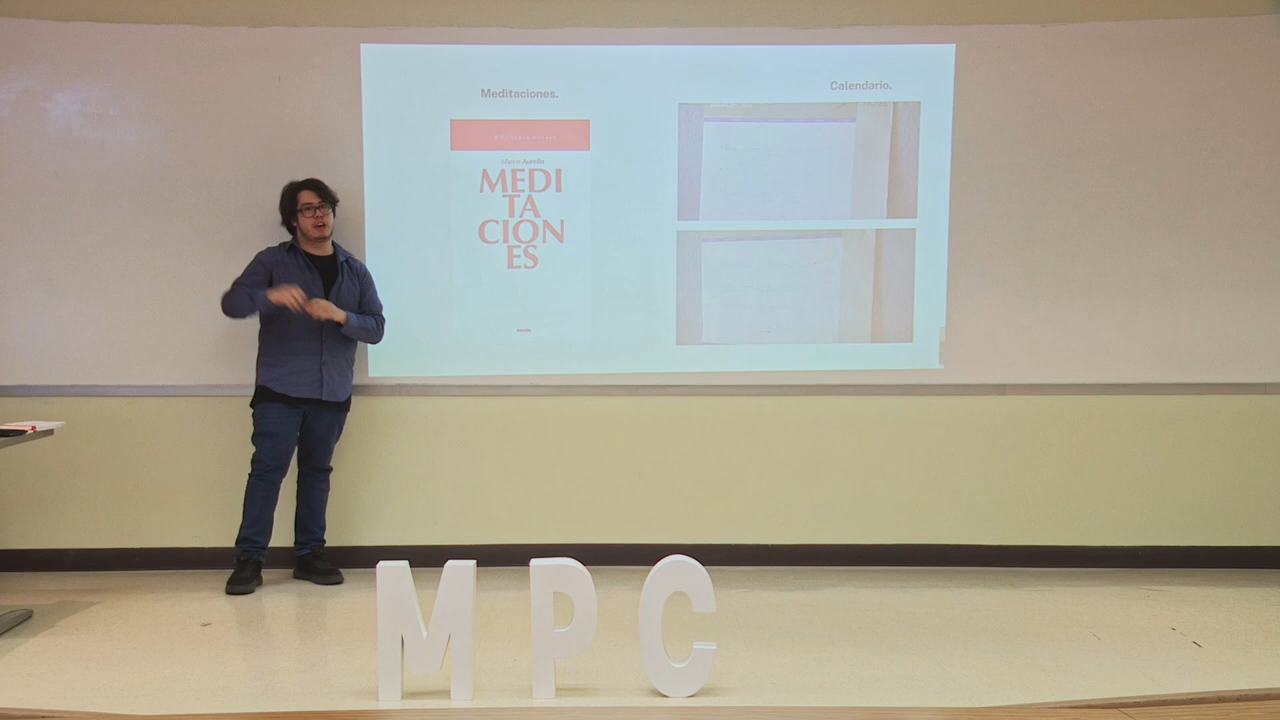 Meditaciones.
Calendario.
Marco Aurelio
MEDI
TA
CION
ES
MPC